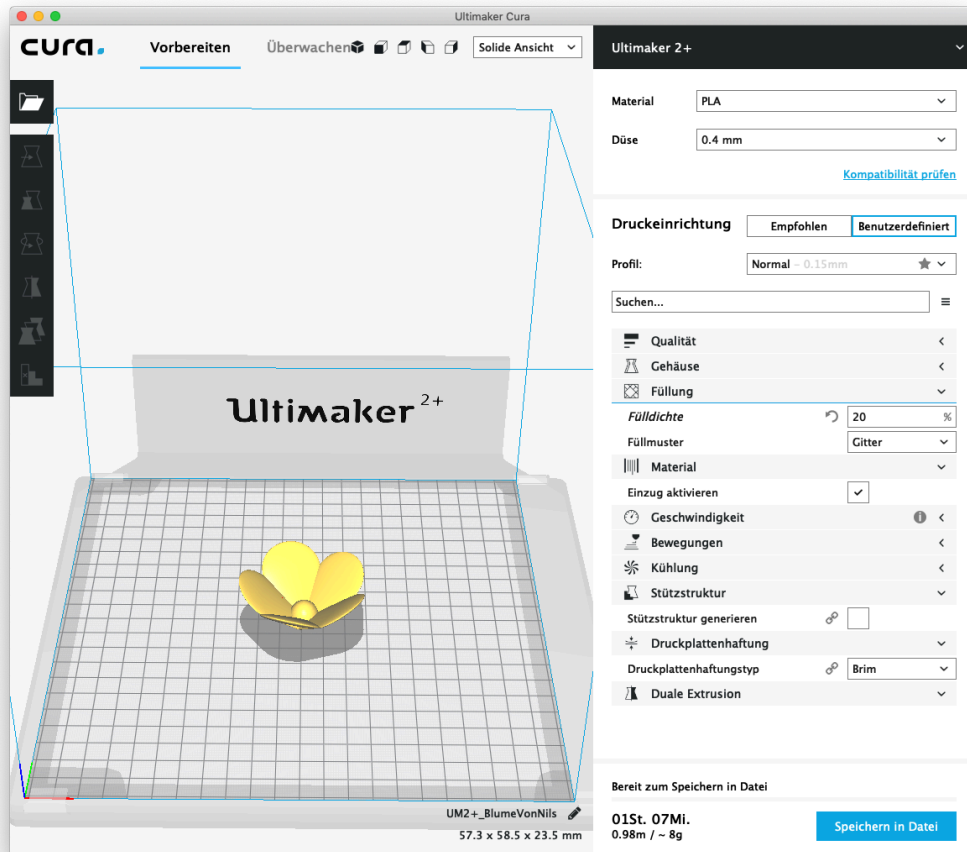 Ultimaker Cura
cura.
Vorbereiten
Überwachen
Solide Ansicht
Ultimaker 2+
Material
PLA
Düse
0.4 mm
Kompatibilität prüfen
Druckeinrichtung
Empfohlen
Benutzerdefiniert
Profil:
Normal – 0.15mm
Suchen...
Qualität
Gehäuse
Füllung
Fülldichte
20 %
Füllmuster
Gitter
Material
Einzug aktivieren
Geschwindigkeit
Bewegungen
Kühlung
Stützstruktur
Stützstruktur generieren
Druckplattenhaftung
Druckplattenhaftungstyp
Brim
Duale Extrusion
Ultimaker 2+
UM2+_BlumeVonNils
57.3 x 58.5 x 23.5 mm
Bereit zum Speichern in Datei
01St. 07Mi.
0.98m / ~ 8g
Speichern in Datei